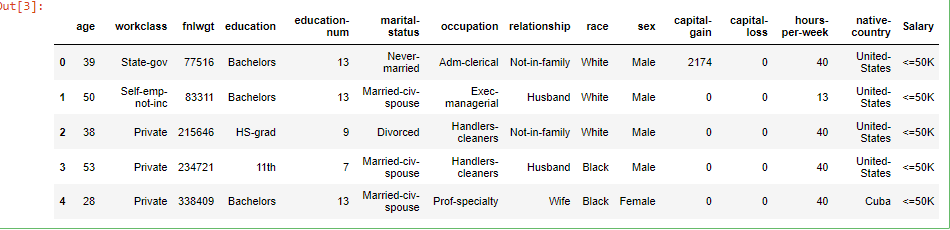 Out[3]:
age workclass fnlwgt education education-num marital-status occupation relationship race sex capital-gain capital-loss hours-per-week native-country Salary
0 39 State-gov 77516 Bachelors 13 Never-married Adm-clerical Not-in-family White Male 2174 0 40 United-States <=50K
1 50 Self-emp-not-inc 83311 Bachelors 13 Married-civ-spouse Exec-managerial Husband White Male 0 0 13 United-States <=50K
2 38 Private 215646 HS-grad 9 Divorced Handlers-cleaners Not-in-family White Male 0 0 40 United-States <=50K
3 53 Private 234721 11th 7 Married-civ-spouse Handlers-cleaners Husband Black Male 0 0 40 United-States <=50K
4 28 Private 338409 Bachelors 13 Married-civ-spouse Prof-specialty Wife Black Female 0 0 40 Cuba <=50K